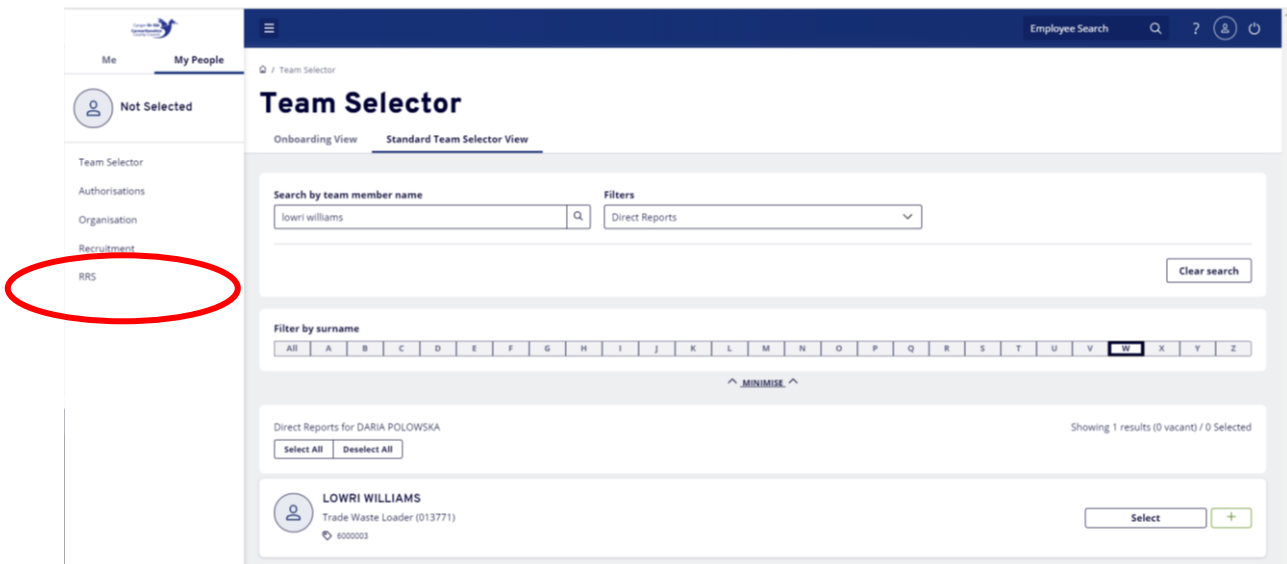 Me My People
Not Selected
Team Selector
Authorisations
Organisation
Recruitment
RRS
Employee Search ?
/ Team Selector
Team Selector
Onboarding View Standard Team Selector View
Search by team member name Filters
lowri williams Direct Reports
Clear search
Filter by surname
All A B C D E F G H I J K L M N O P Q R S T U V W X Y Z
MINIMISE
Direct Reports for DARIA POLOWSKA Showing 1 results (0 vacant) / 0 Selected
Select All Deselect All
LOWRI WILLIAMS
Trade Waste Loader (013771)
6000003
Select +